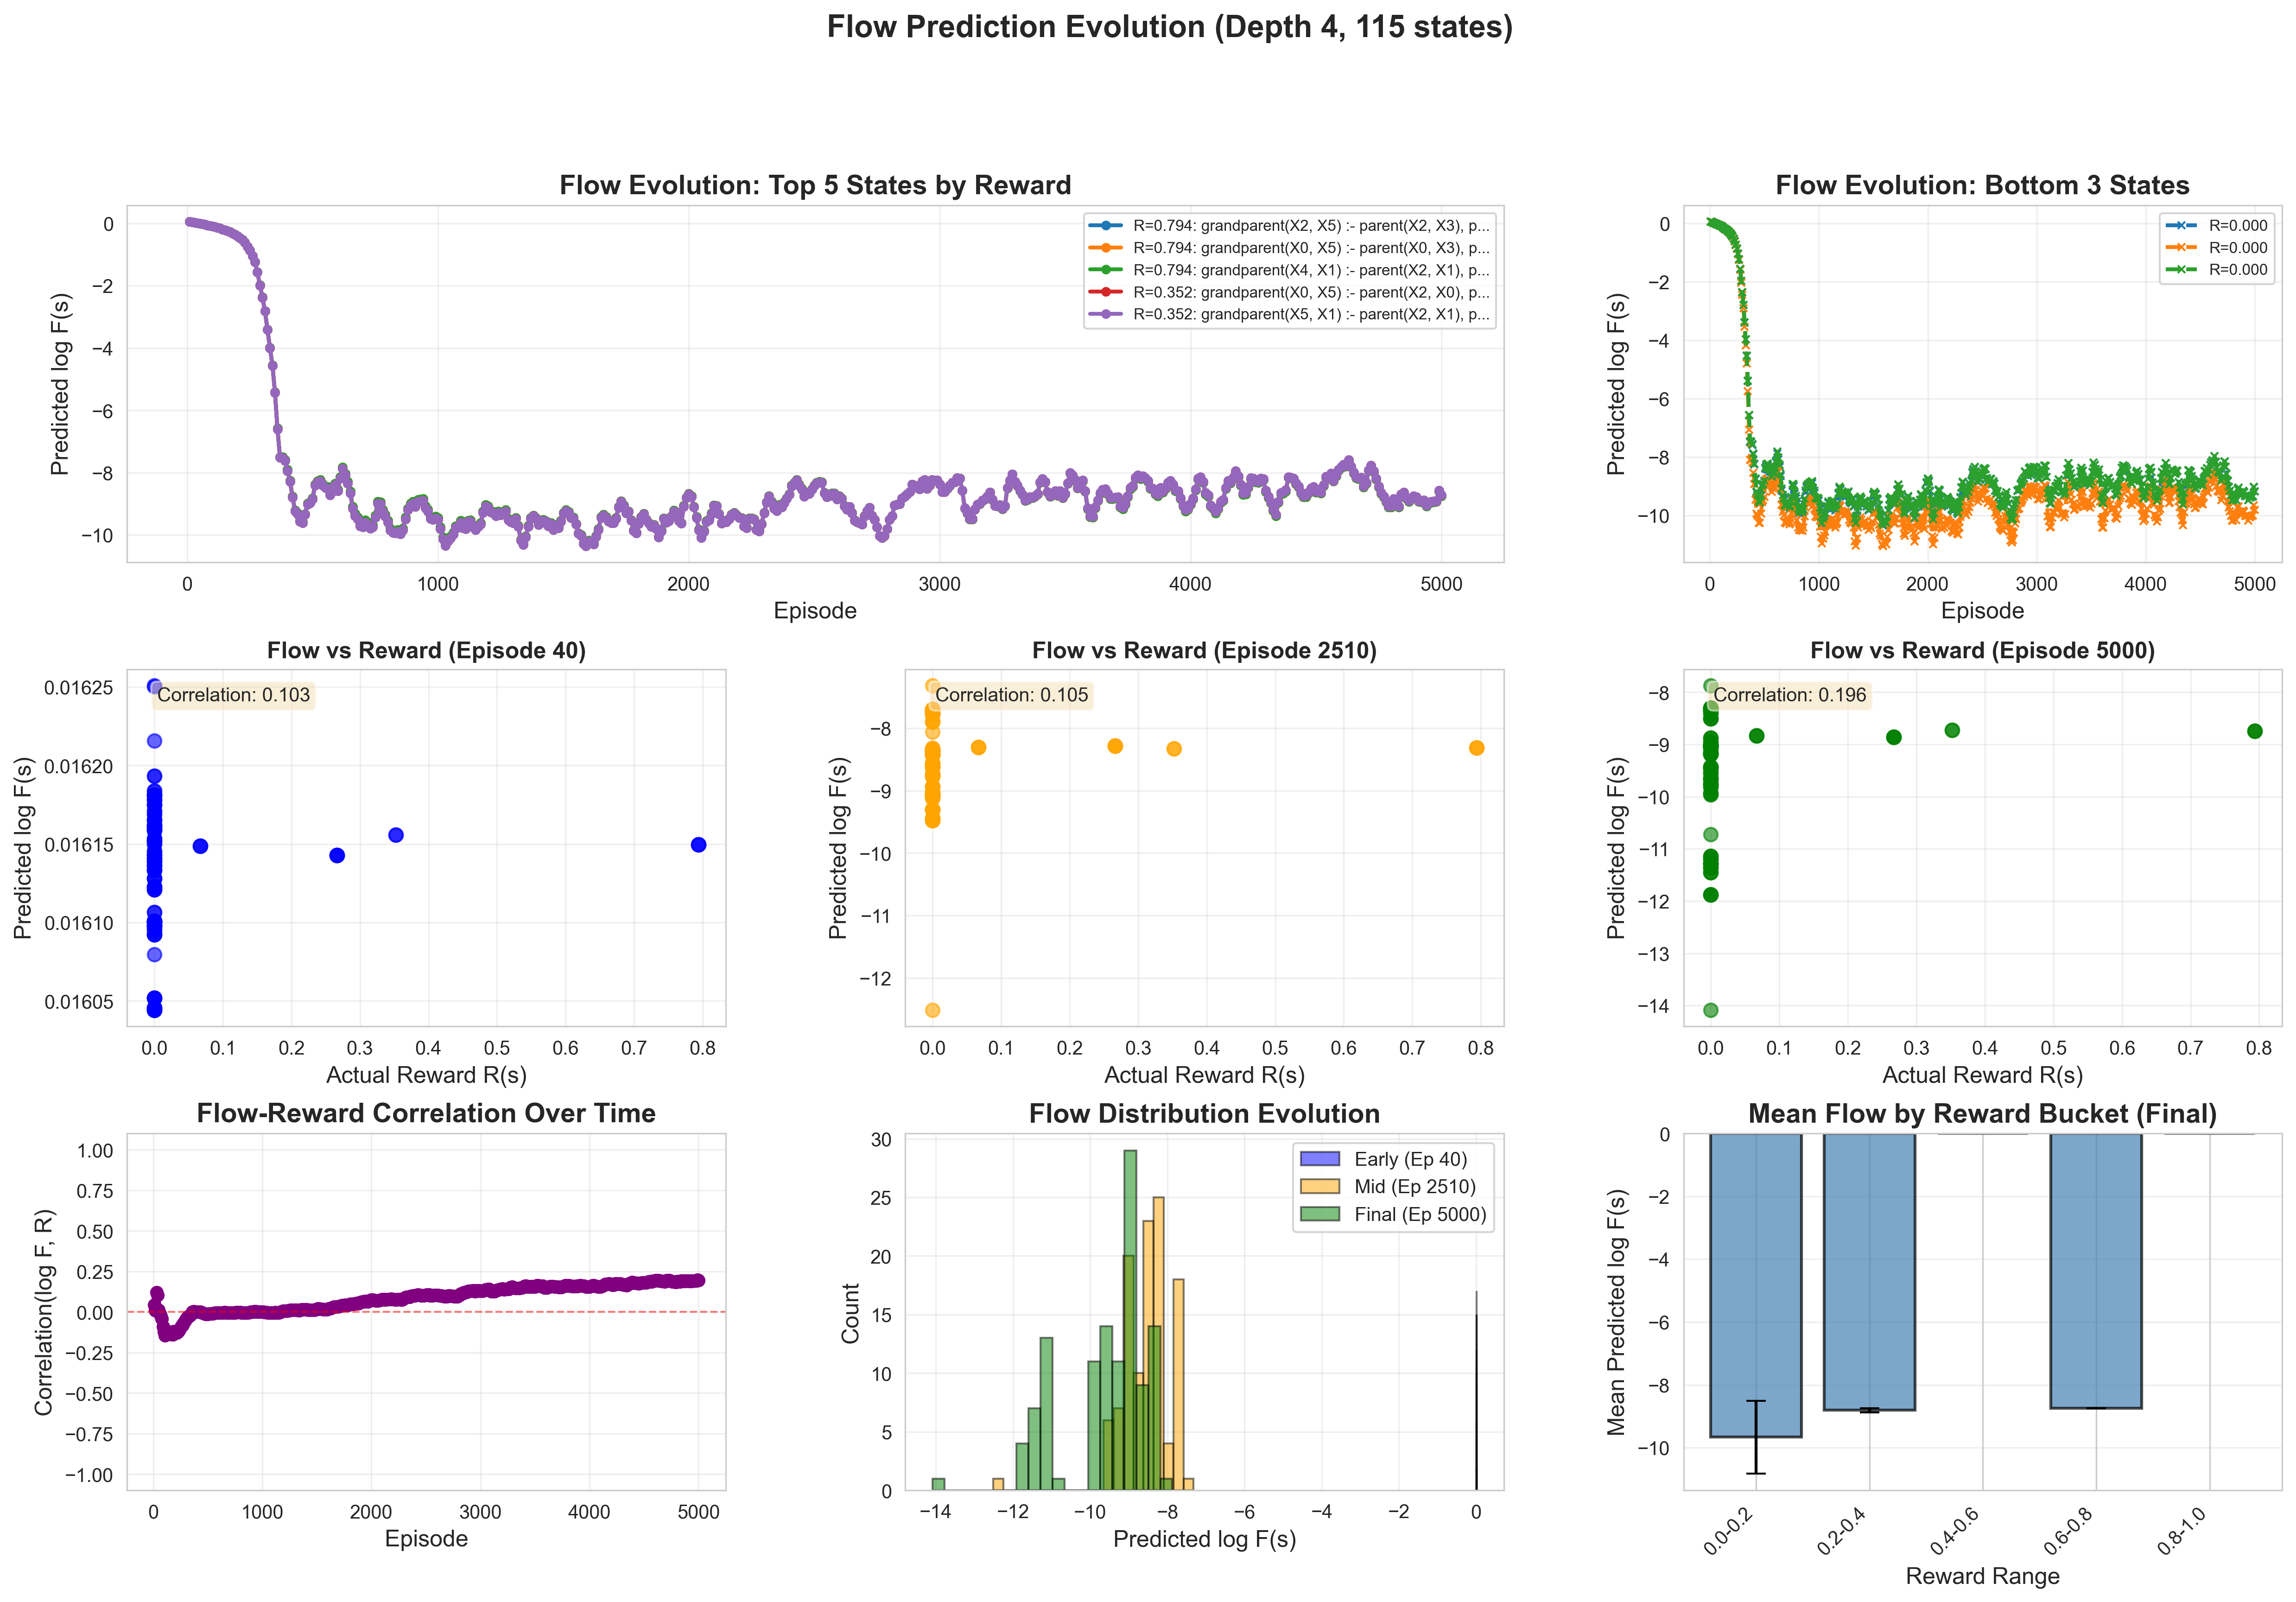 Flow Prediction Evolution (Depth 4, 115 states)
Flow Evolution: Top 5 States by Reward
Predicted log F(s)
0
−2
−4
−6
−8
−10
R=0.794: grandparent(X2, X5) :- parent(X2, X3), p...
R=0.794: grandparent(X0, X5) :- parent(X0, X3), p...
R=0.794: grandparent(X4, X1) :- parent(X2, X1), p...
R=0.352: grandparent(X0, X5) :- parent(X2, X0), p...
R=0.352: grandparent(X5, X1) :- parent(X2, X1), p...
0 1000 2000 3000 4000 5000
Episode
Flow Evolution: Bottom 3 States
Predicted log F(s)
0
−2
−4
−6
−8
−10
R=0.000
R=0.000
R=0.000
0 1000 2000 3000 4000 5000
Episode
Flow vs Reward (Episode 40)
Predicted log F(s)
0.01625
0.01620
0.01615
0.01610
0.01605
Correlation: 0.103
0.0 0.1 0.2 0.3 0.4 0.5 0.6 0.7 0.8
Actual Reward R(s)
Flow vs Reward (Episode 2510)
Predicted log F(s)
−8
−9
−10
−11
−12
Correlation: 0.105
0.0 0.1 0.2 0.3 0.4 0.5 0.6 0.7 0.8
Actual Reward R(s)
Flow vs Reward (Episode 5000)
Predicted log F(s)
−8
−9
−10
−11
−12
−13
−14
Correlation: 0.196
0.0 0.1 0.2 0.3 0.4 0.5 0.6 0.7 0.8
Actual Reward R(s)
Flow-Reward Correlation Over Time
Correlation(log F, R)
1.00
0.75
0.50
0.25
0.00
−0.25
−0.50
−0.75
−1.00
0 1000 2000 3000 4000 5000
Episode
Flow Distribution Evolution
Count
30
25
20
15
10
5
0
Early (Ep 40)
Mid (Ep 2510)
Final (Ep 5000)
−14 −12 −10 −8 −6 −4 −2 0
Predicted log F(s)
Mean Flow by Reward Bucket (Final)
Mean Predicted log F(s)
0
−2
−4
−6
−8
−10
0.0-0.2 0.2-0.4 0.4-0.6 0.6-0.8 0.8-1.0
Reward Range